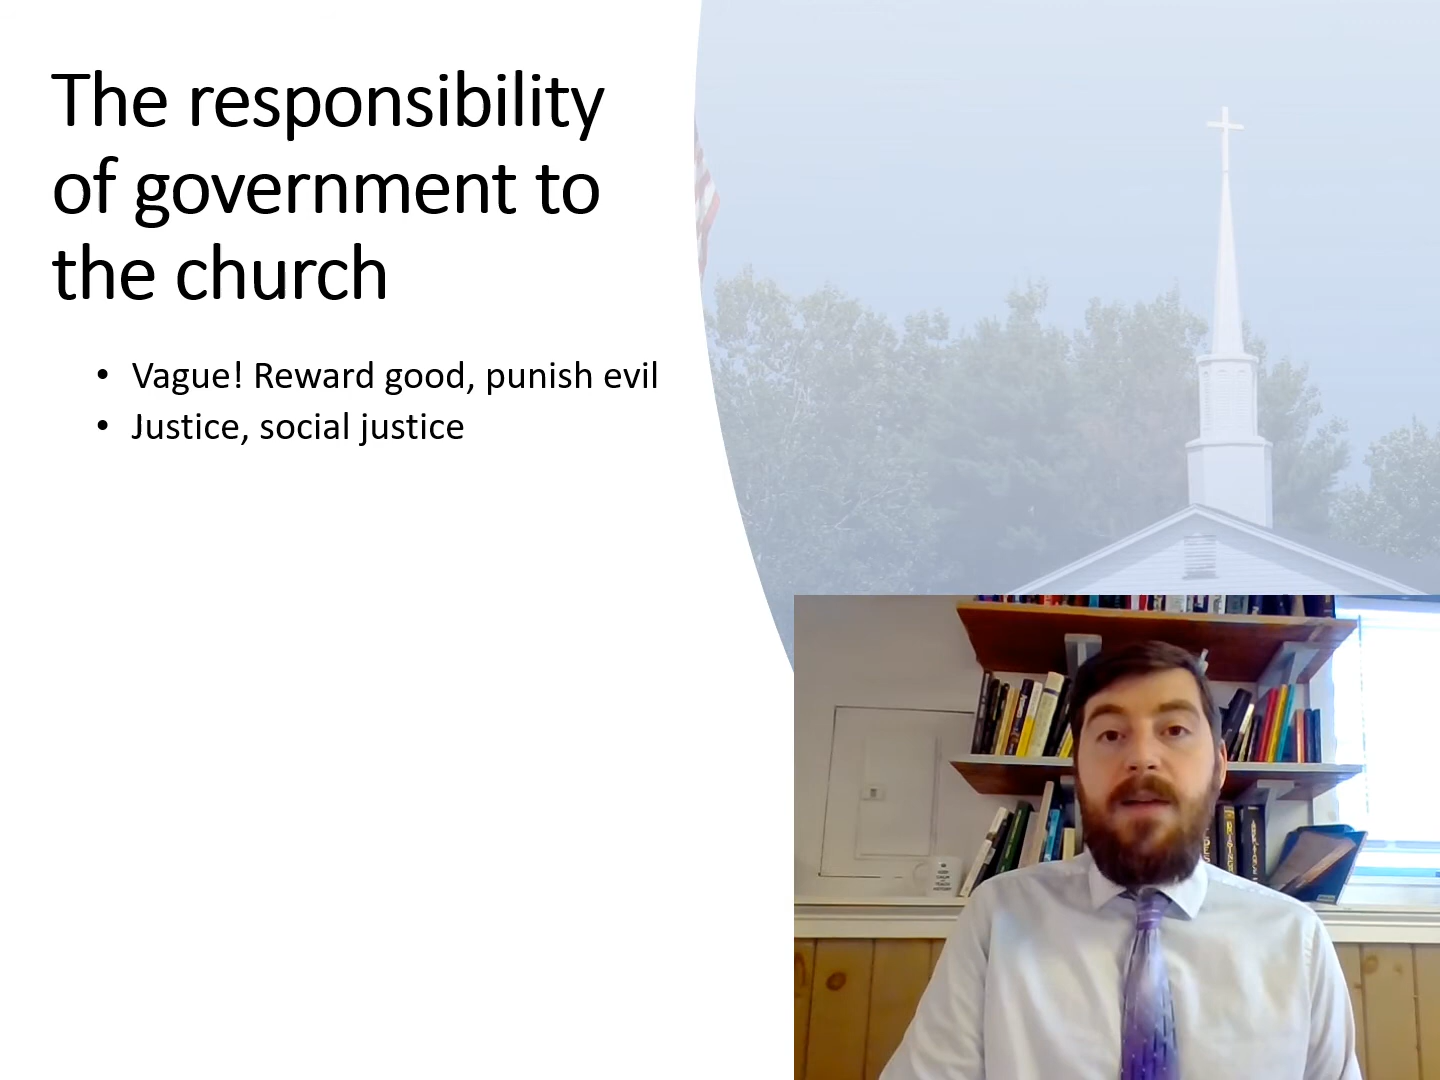 The responsibility
of government to
the church
• Vague! Reward good, punish evil
• Justice, social justice